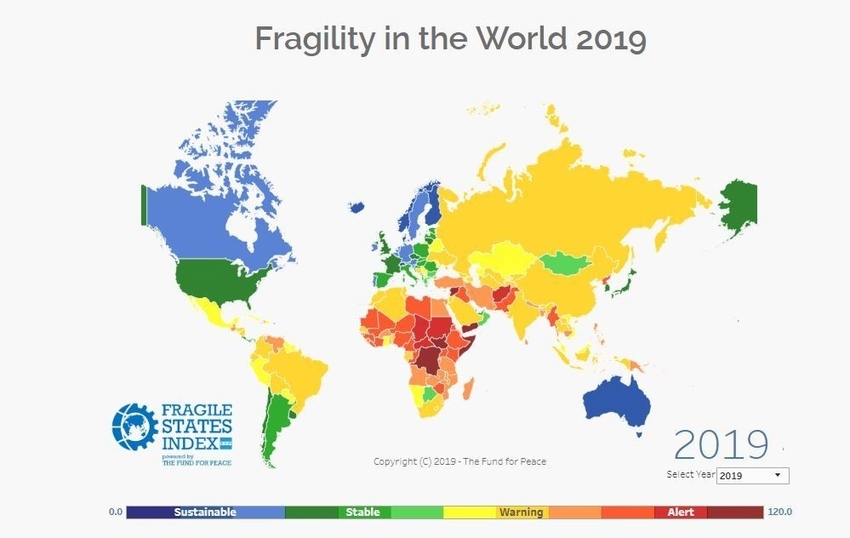 Fragility in the World 2019
FRAGILE
STATES
INDEX
powered by
THE FUND FOR PEACE
Copyright (C) 2019 - The Fund for Peace
2019
Select Year 2019
0.0 Sustainable Stable Warning Alert 120.0